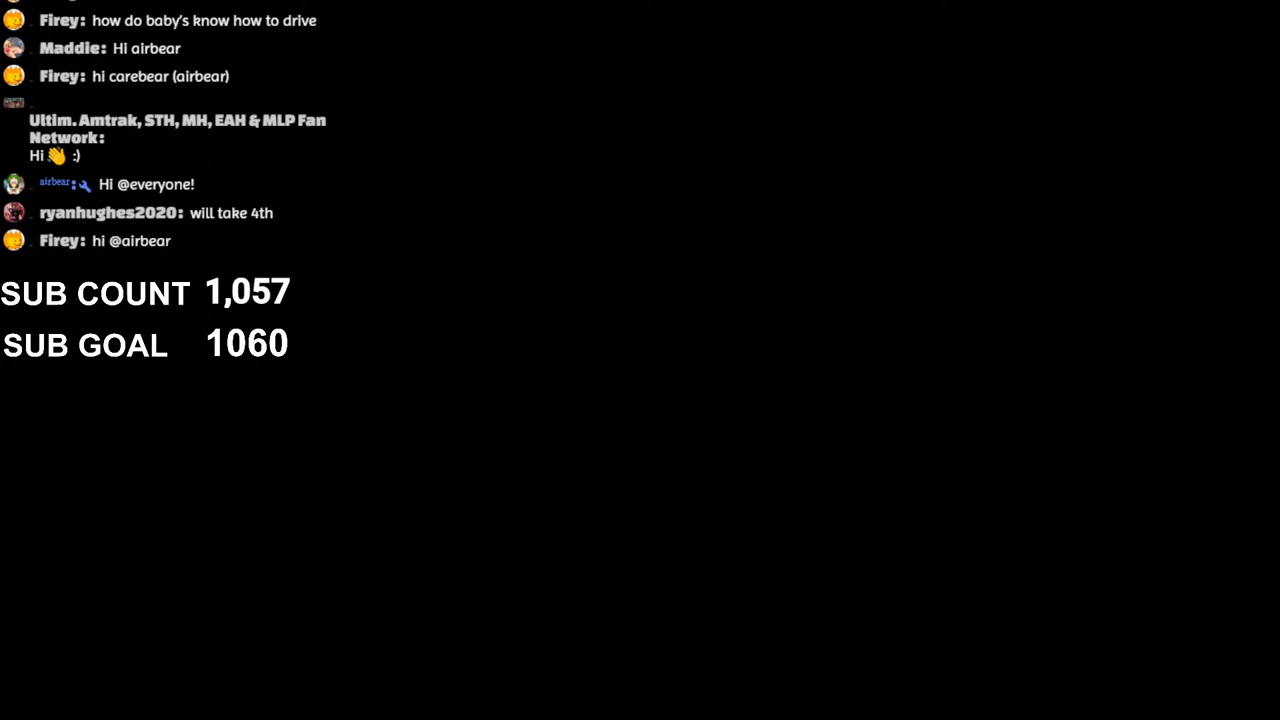 Firey: how do baby's know how to drive
Maddie: Hi airbear
Firey: hi carebear (airbear)
Ultim. Amtrak, STH, MH, EAH & MLP Fan
Network:
Hi 👋 :)
airbear: Hi @everyone!
ryanhughes2020: will take 4th
Firey: hi @airbear
SUB COUNT 1,057
SUB GOAL 1060